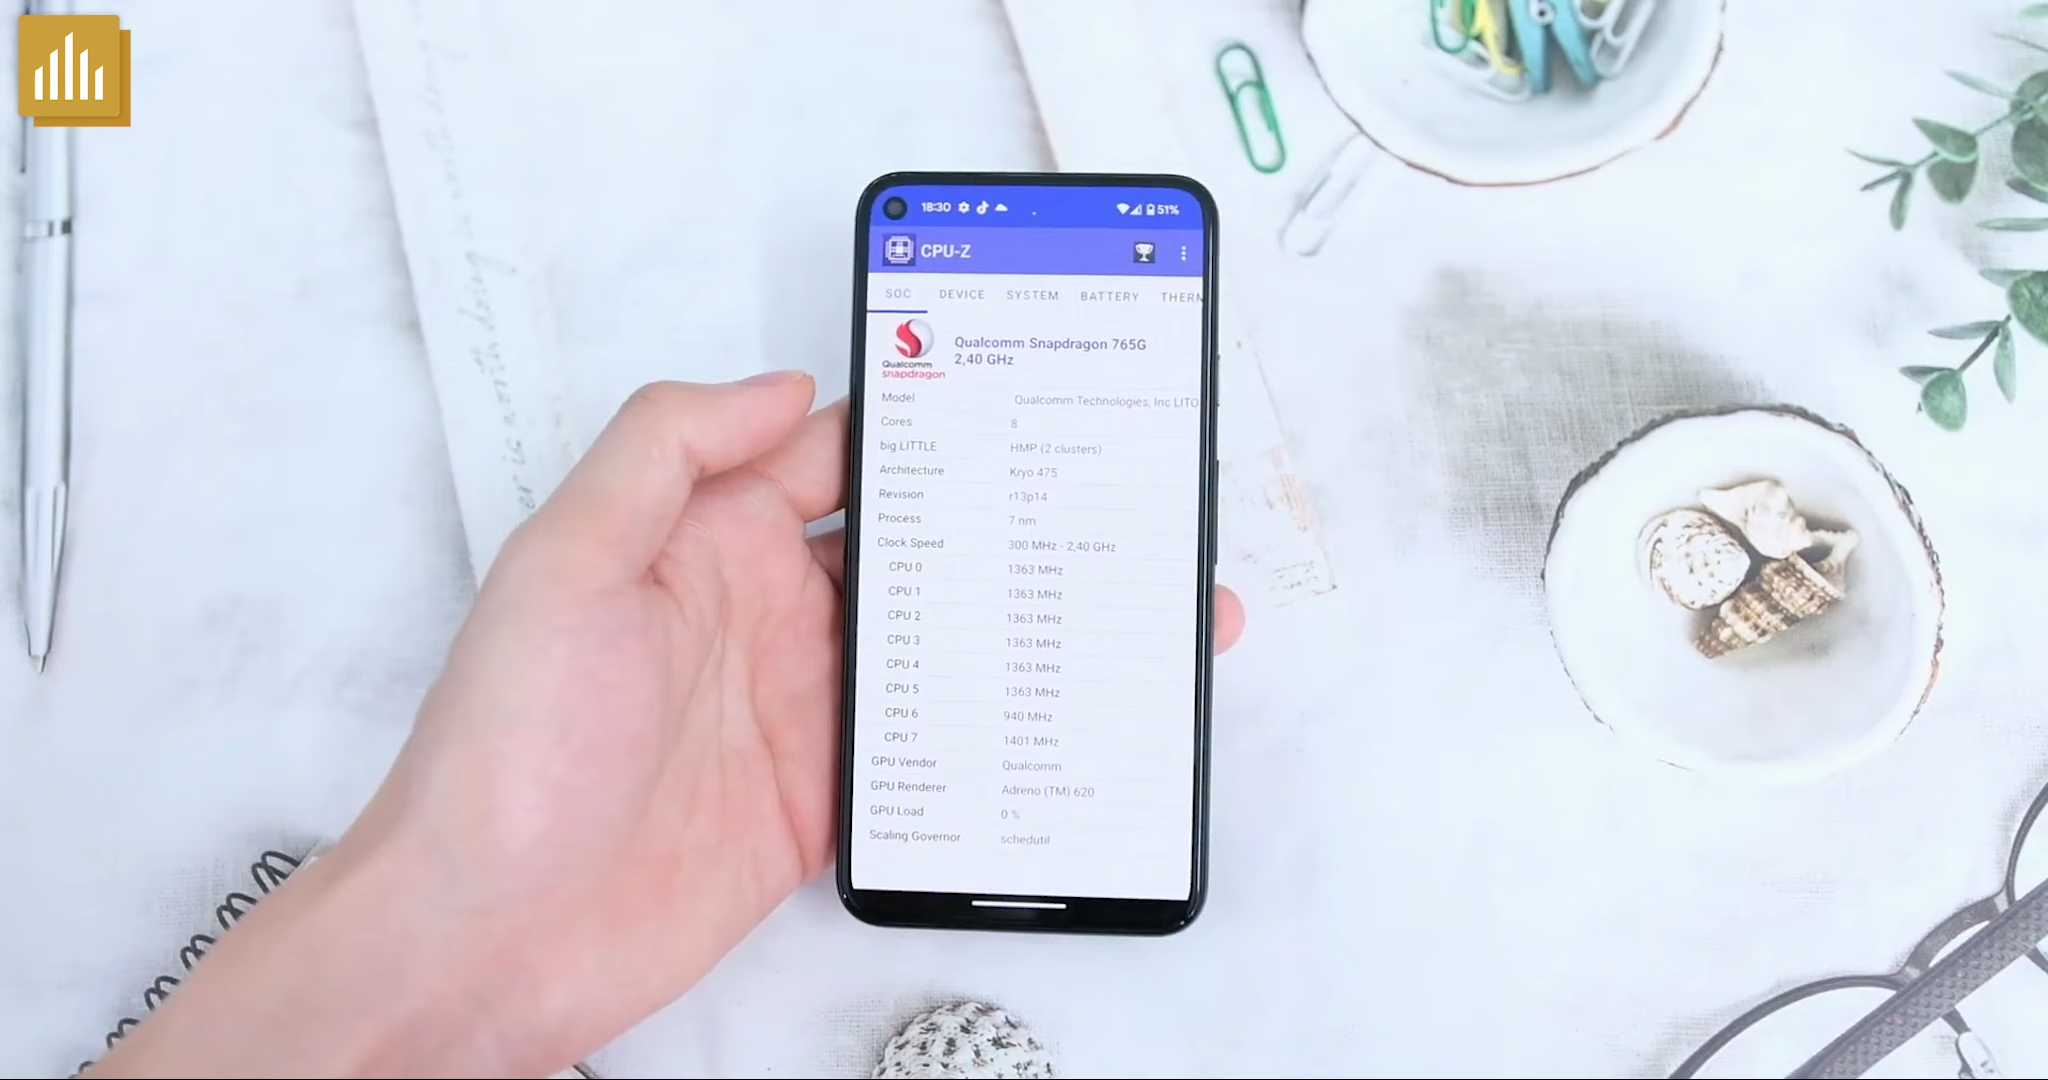 18:30 51%
CPU-Z
SOC DEVICE SYSTEM BATTERY THERM
Qualcomm snapdragon
Qualcomm Snapdragon 765G
2,40 GHz
Model Qualcomm Technologies, Inc LITO
Cores 8
big.LITTLE HMP (2 clusters)
Architecture Kryo 475
Revision r13p14
Process 7 nm
Clock Speed 300 MHz - 2,40 GHz
CPU 0 1363 MHz
CPU 1 1363 MHz
CPU 2 1363 MHz
CPU 3 1363 MHz
CPU 4 1363 MHz
CPU 5 1363 MHz
CPU 6 940 MHz
CPU 7 1401 MHz
GPU Vendor Qualcomm
GPU Renderer Adreno (TM) 620
GPU Load 0 %
Scaling Governor schedutil